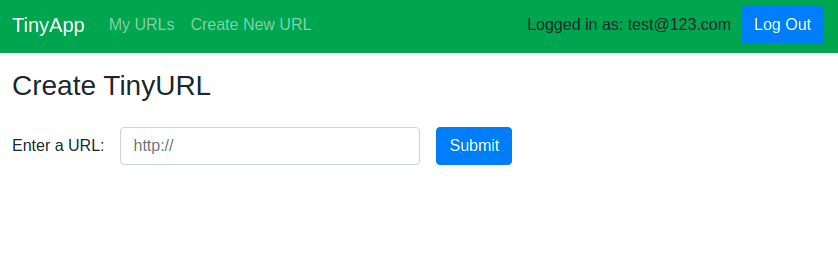 TinyApp My URLs Create New URL Logged in as: test@123.com Log Out
Create TinyURL
Enter a URL: http:// Submit